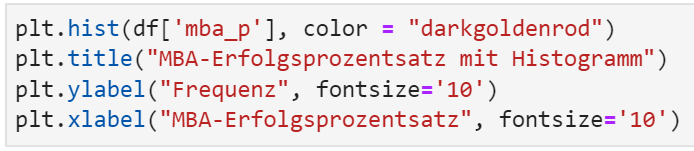 plt.hist(df['mba_p'], color = "darkgoldenrod")
plt.title("MBA-Erfolgsprozentsatz mit Histogramm")
plt.ylabel("Frequenz", fontsize='10')
plt.xlabel("MBA-Erfolgsprozentsatz", fontsize='10')